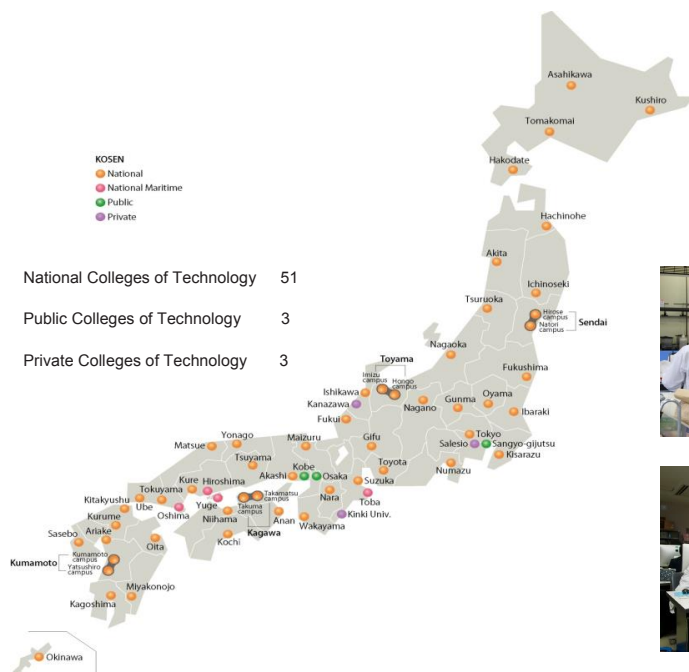 Asahikawa
Kushiro
Tomakomai
Hakodate
KOSEN
National
National Maritime
Public
Private
Hachinohe
Akita
Ichinoseki
National Colleges of Technology 51
Public Colleges of Technology 3
Private Colleges of Technology 3
Tsuruoka
Hirose
campus
Natori
campus
Sendai
Nagaoka
Toyama
Imizu
campus
Hongo
campus
Fukushima
Ishikawa
Kanazawa
Fukui
Nagano
Gunma
Oyama
Ibaraki
Tokyo
Salesio
Sangyo-gijutsu
Kisarazu
Numazu
Gifu
Toyota
Suzuka
Toba
Kinki Univ.
Maizuru
Yonago
Matsue
Tsuyama
Kobe
Akashi
Osaka
Nara
Wakayama
Takamatsu
campus
Takuma
campus
Kagawa
Anan
Niihama
Kochi
Kure
Hiroshima
Yuge
Oshima
Tokuyama
Ube
Kitakyushu
Kurume
Ariake
Sasebo
Oita
Kumamoto
Kumamoto
campus
Yatsushiro
campus
Miyakonojo
Kagoshima
Okinawa